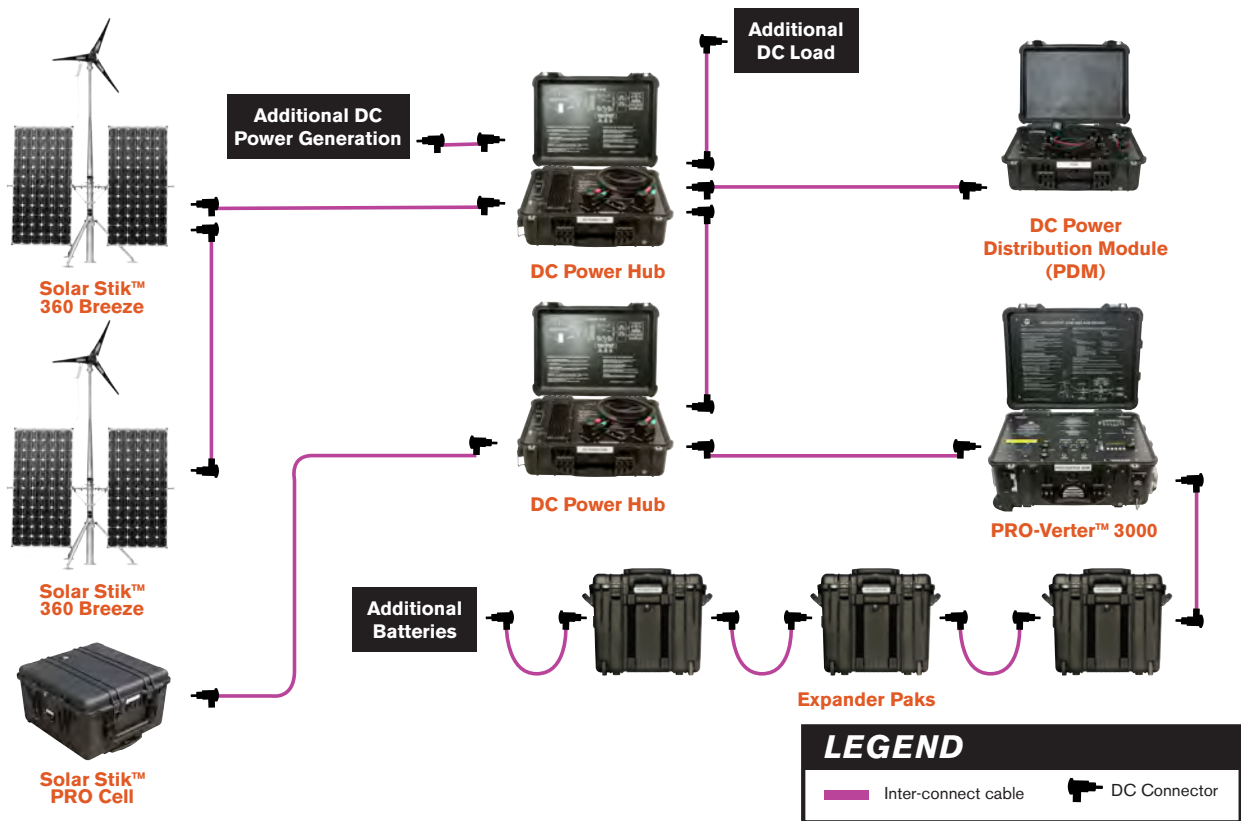 Additional
DC Load
Additional DC
Power Generation
DC Power
Distribution Module
(PDM)
Solar Stik™
360 Breeze
DC Power Hub
DC Power Hub
PRO-Verter™ 3000
Solar Stik™
360 Breeze
Additional
Batteries
Expander Paks
Solar Stik™
PRO Cell
LEGEND
Inter-connect cable
DC Connector